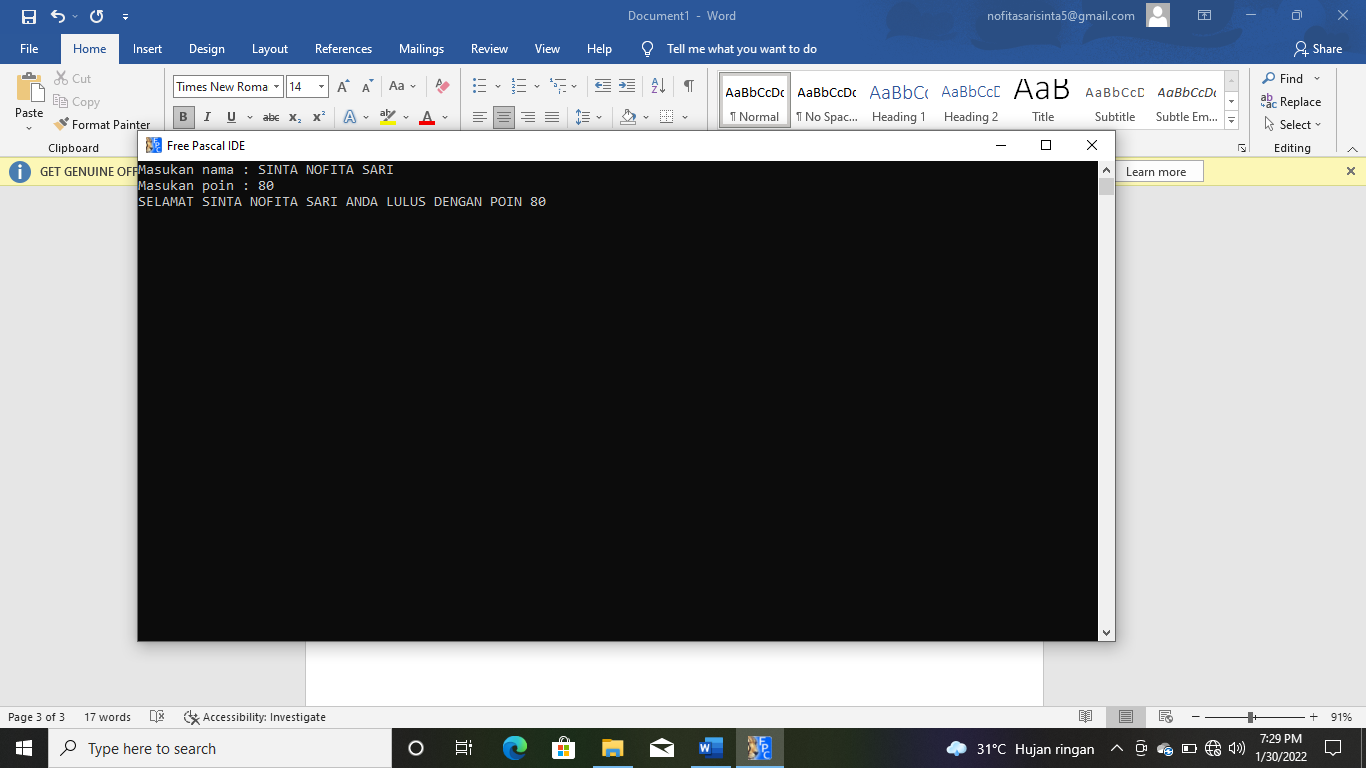 Document1 - Word
nofitasarisinta5@gmail.com
File Home Insert Design Layout References Mailings Review View Help Tell me what you want to do Share
Paste
Cut
Copy
Format Painter
Clipboard
Times New Roma 14
Aa
B I U abc x₂ x² A A
AaBbCcDc
¶ Normal
AaBbCcDc
¶ No Spac...
AaBbCc
Heading 1
AaBbCcD
Heading 2
AaB
Title
AaBbCcD
Subtitle
AaBbCcDc
Subtle Em...
Find
Replace
Select
Editing
GET GENUINE OFF
Learn more
Free Pascal IDE
Masukan nama : SINTA NOFITA SARI
Masukan poin : 80
SELAMAT SINTA NOFITA SARI ANDA LULUS DENGAN POIN 80
Page 3 of 3 17 words Accessibility: Investigate 91%
Type here to search
31°C Hujan ringan
7:29 PM
1/30/2022